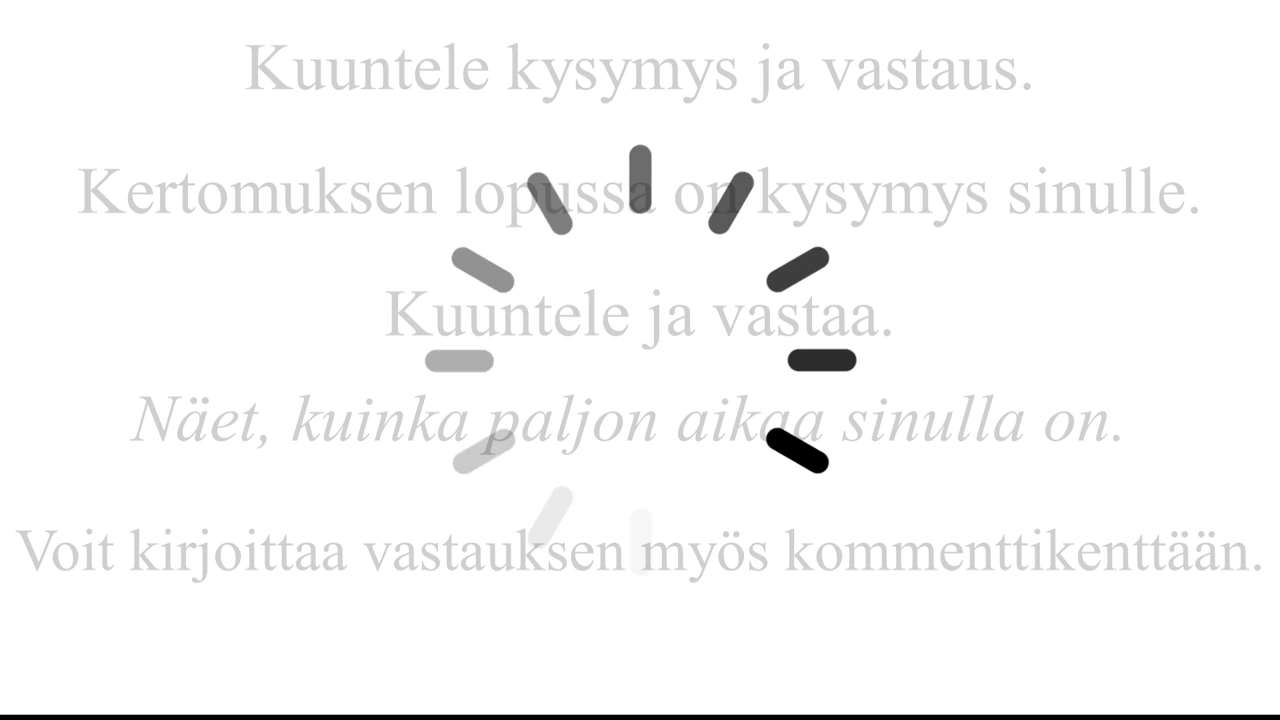 Kuuntele kysymys ja vastaus.
Kertomuksen lopussa on kysymys sinulle.
Kuuntele ja vastaa.
Näet, kuinka paljon aikaa sinulla on.
Voit kirjoittaa vastauksen myös kommenttikenttään.